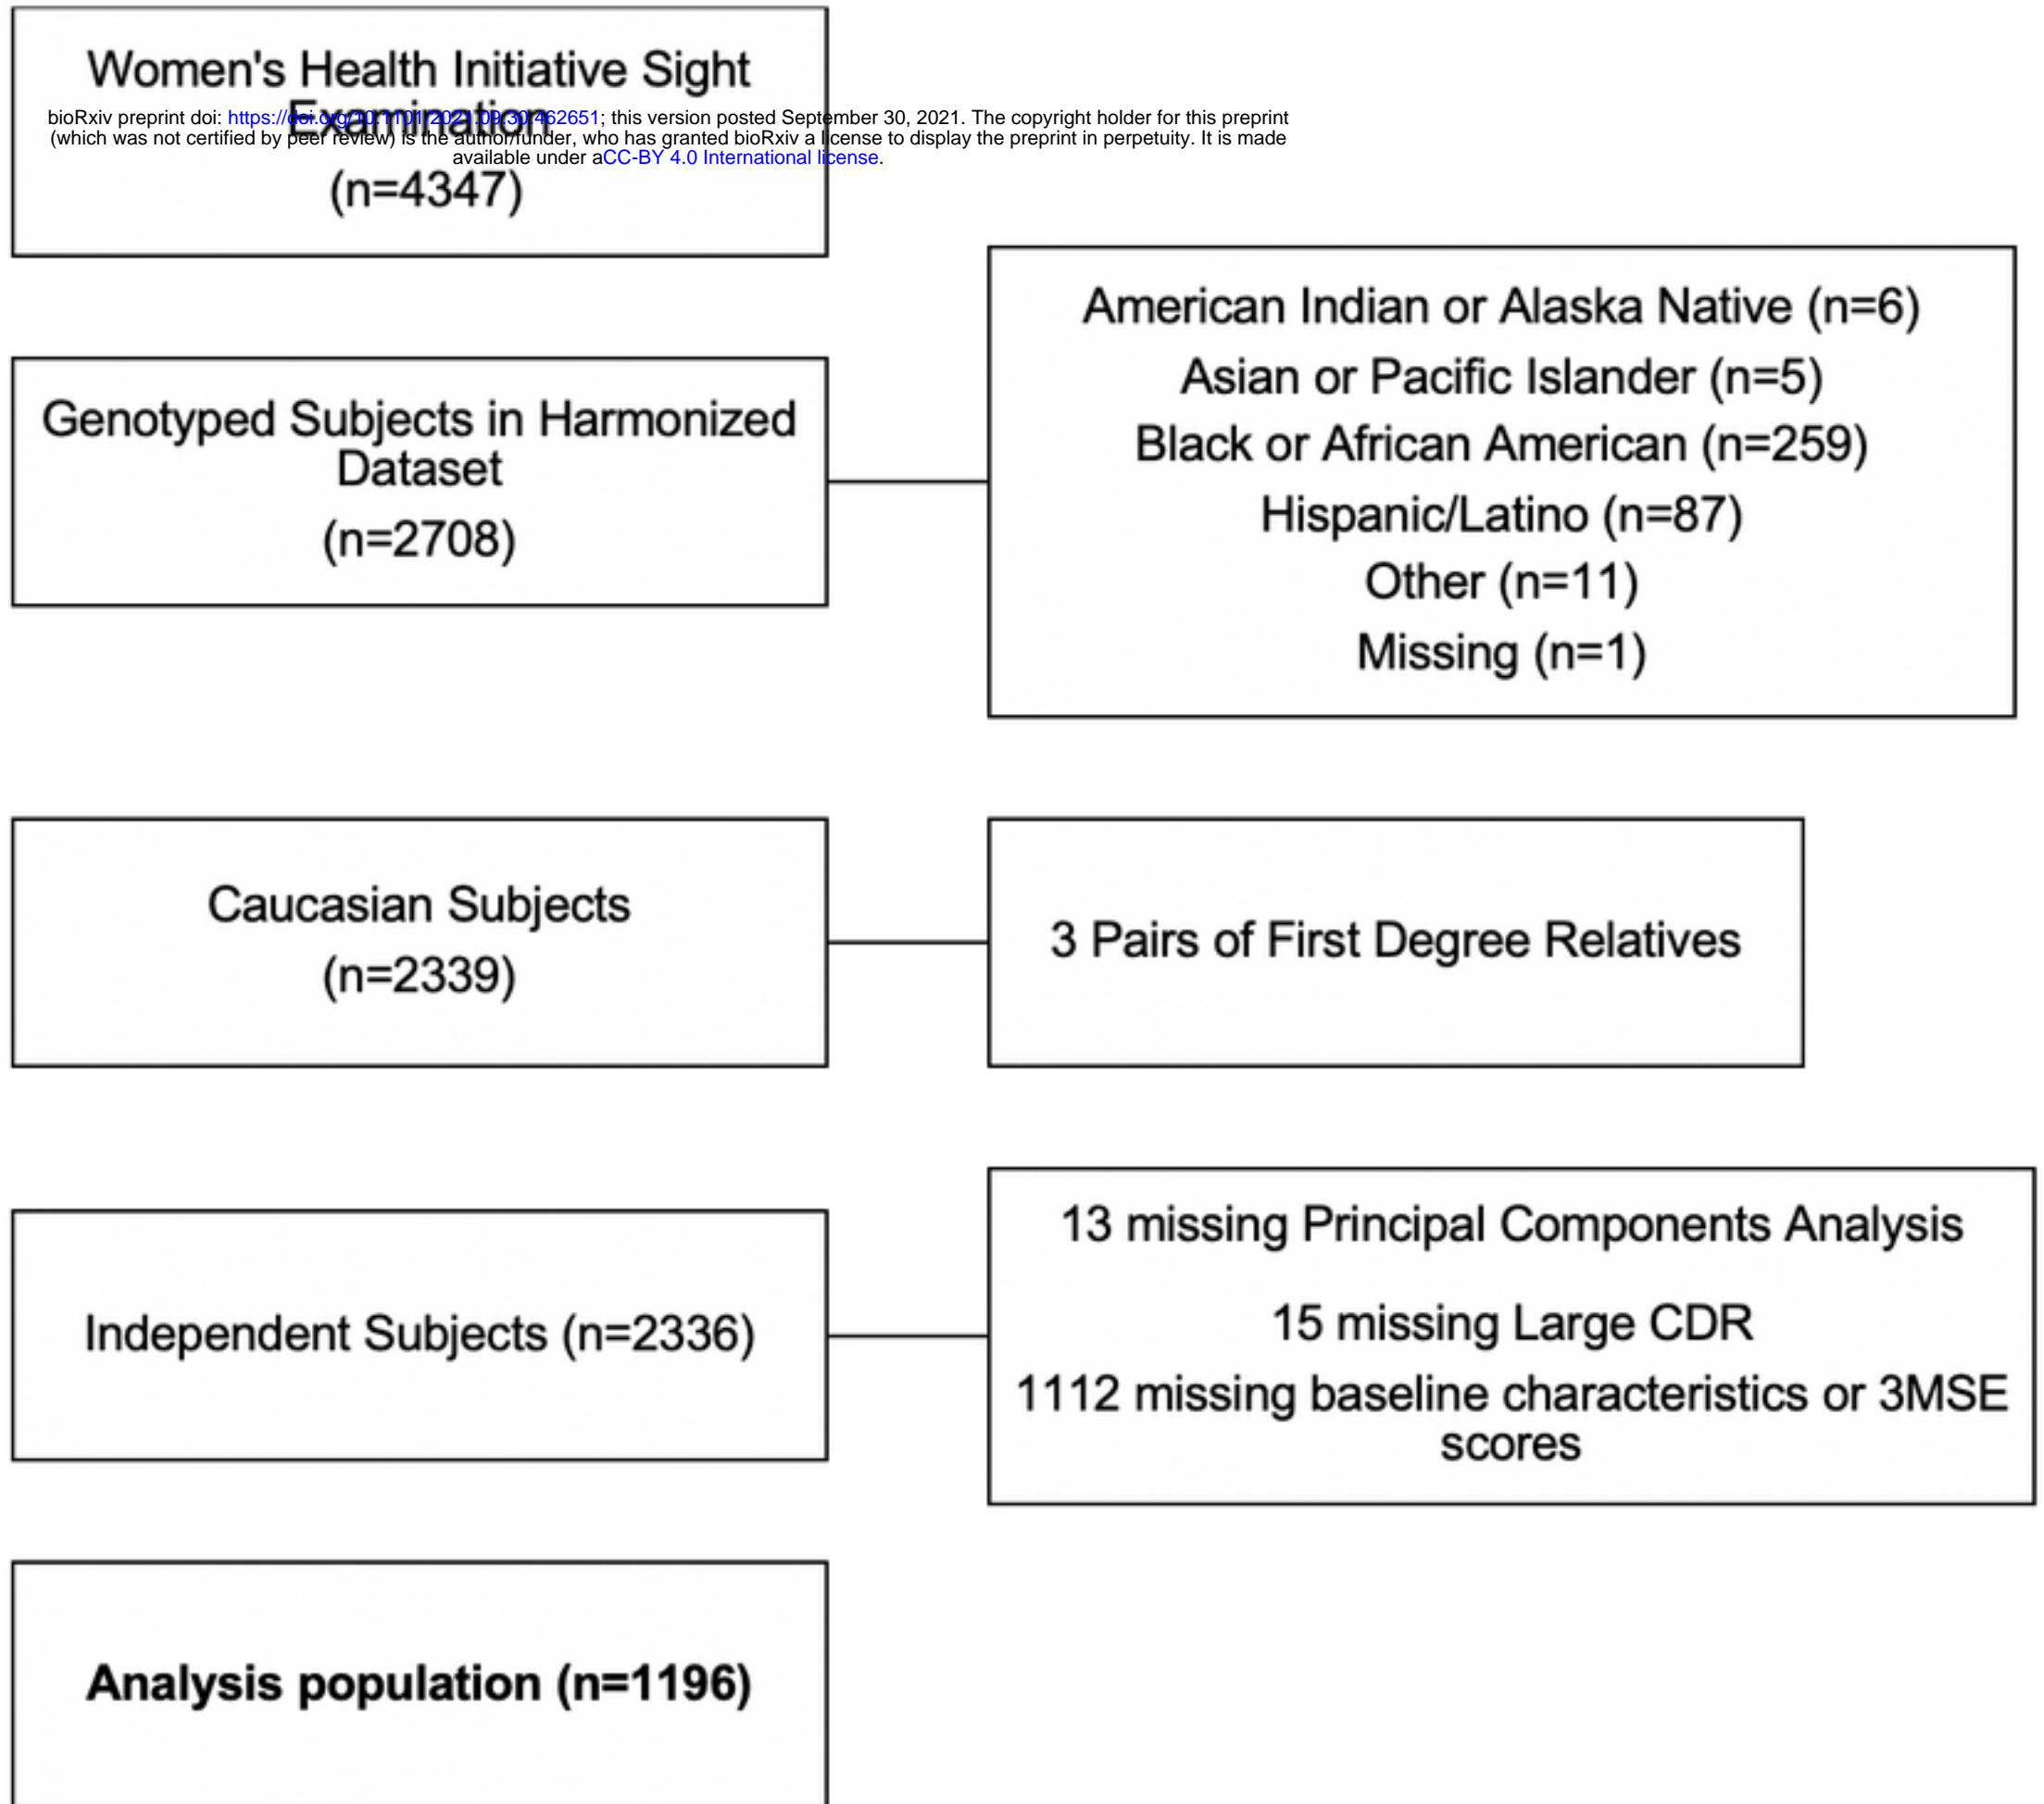 Women's Health Initiative Sight
Examination
bioRxiv preprint doi: https://doi.org/10.1101/2021.09.30.462651; this version posted September 30, 2021. The copyright holder for this preprint
(which was not certified by peer review) is the author/funder, who has granted bioRxiv a license to display the preprint in perpetuity. It is made
available under aCC-BY 4.0 International license.
(n=4347)
American Indian or Alaska Native (n=6)
Asian or Pacific Islander (n=5)
Black or African American (n=259)
Hispanic/Latino (n=87)
Other (n=11)
Missing (n=1)
Genotyped Subjects in Harmonized
Dataset
(n=2708)
Caucasian Subjects
(n=2339)
3 Pairs of First Degree Relatives
Independent Subjects (n=2336)
13 missing Principal Components Analysis
15 missing Large CDR
1112 missing baseline characteristics or 3MSE
scores
Analysis population (n=1196)